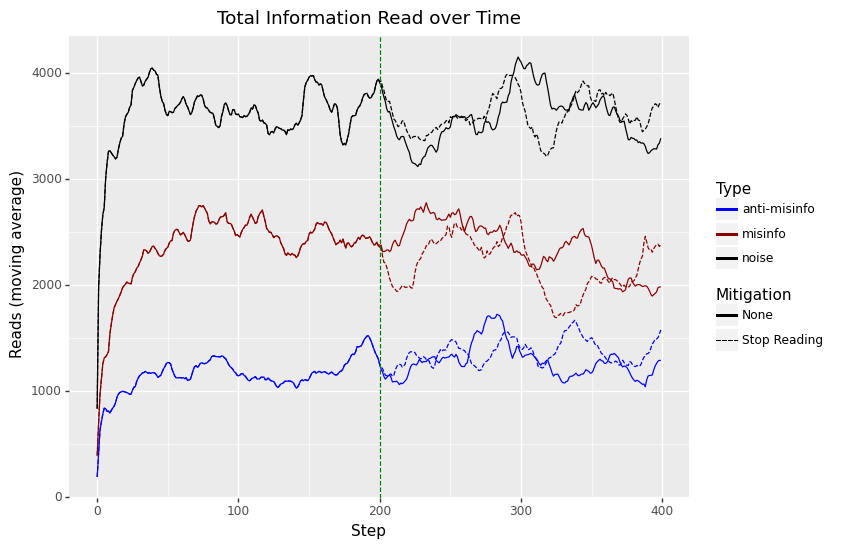 Total Information Read over Time
Reads (moving average)
4000
3000
2000
1000
0
0 100 200 300 400
Step
Type
anti-misinfo
misinfo
noise
Mitigation
None
Stop Reading